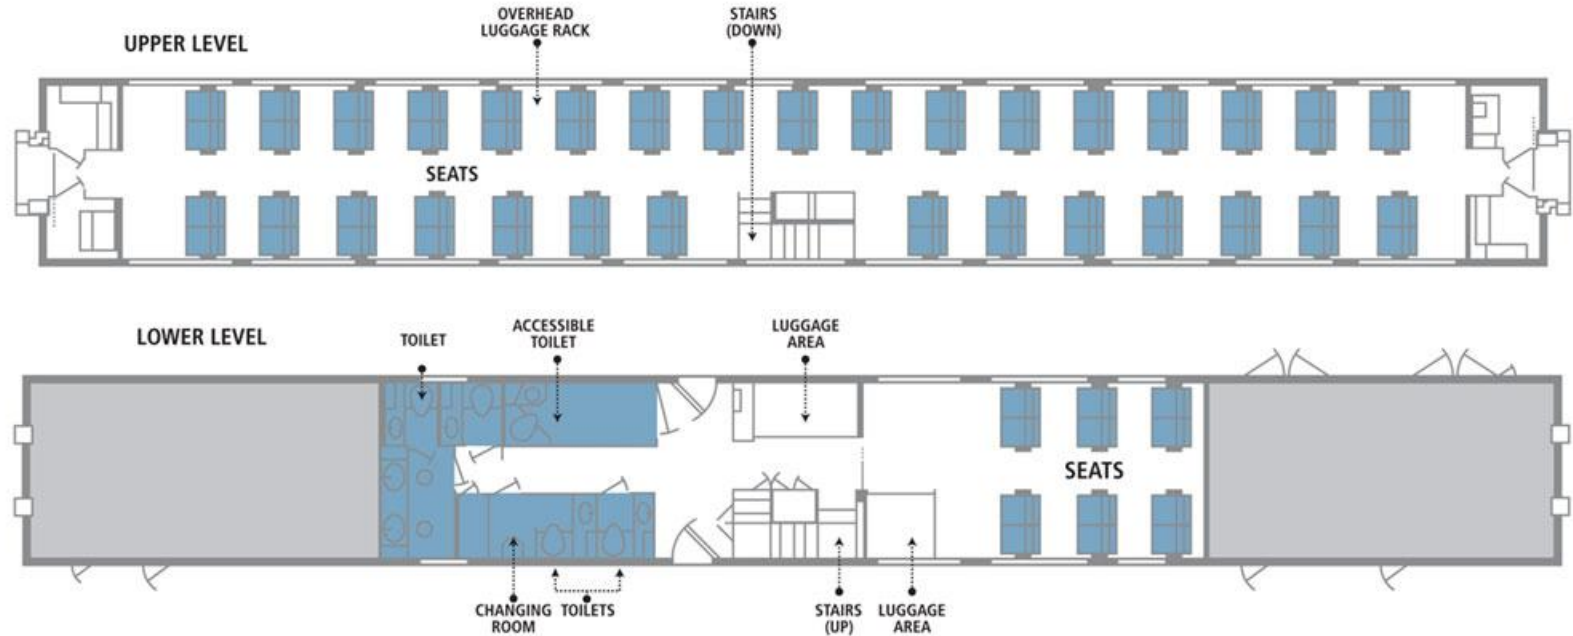 OVERHEAD
LUGGAGE RACK
STAIRS
(DOWN)
UPPER LEVEL
SEATS
LOWER LEVEL
TOILET
ACCESSIBLE
TOILET
LUGGAGE
AREA
SEATS
CHANGING
ROOM
TOILETS
STAIRS
(UP)
LUGGAGE
AREA